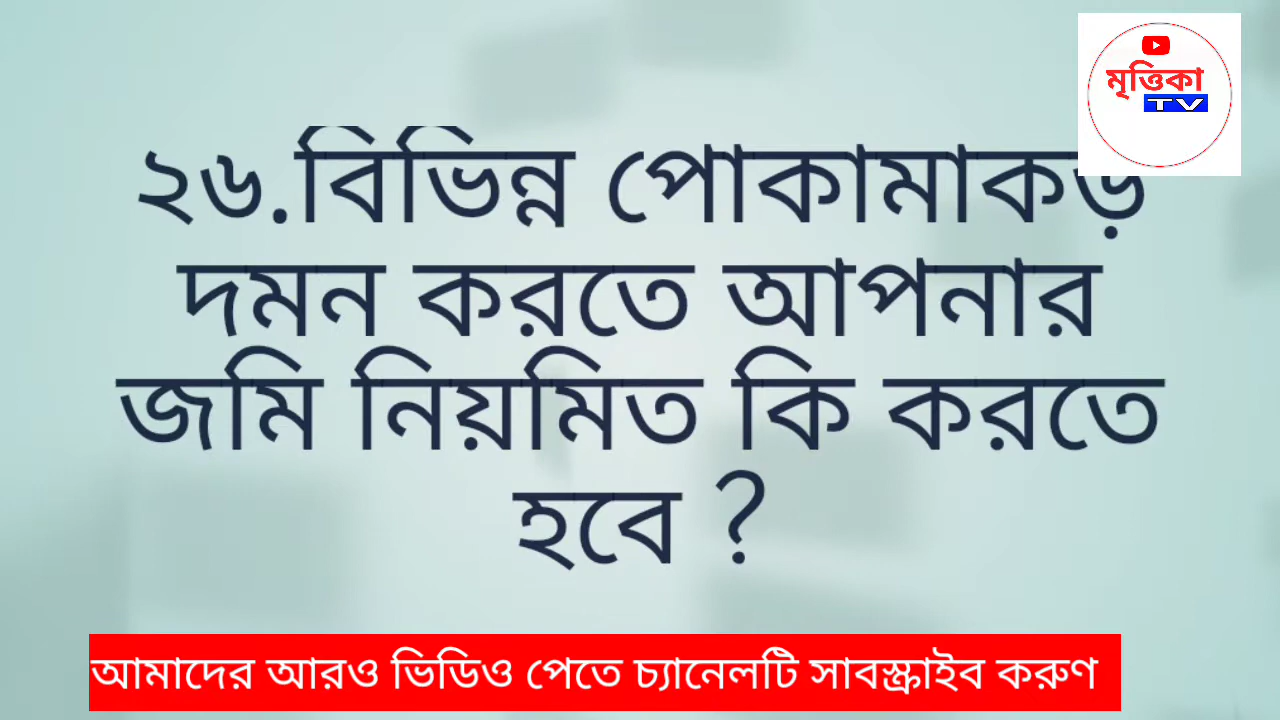 মৃত্তিকা
TV
২৬.বিভিন্ন পোকামাকড়
দমন করতে আপনার
জমি নিয়মিত কি করতে
হবে ?
আমাদের আরও ভিডিও পেতে চ্যানেলটি সাবস্ক্রাইব করুণ